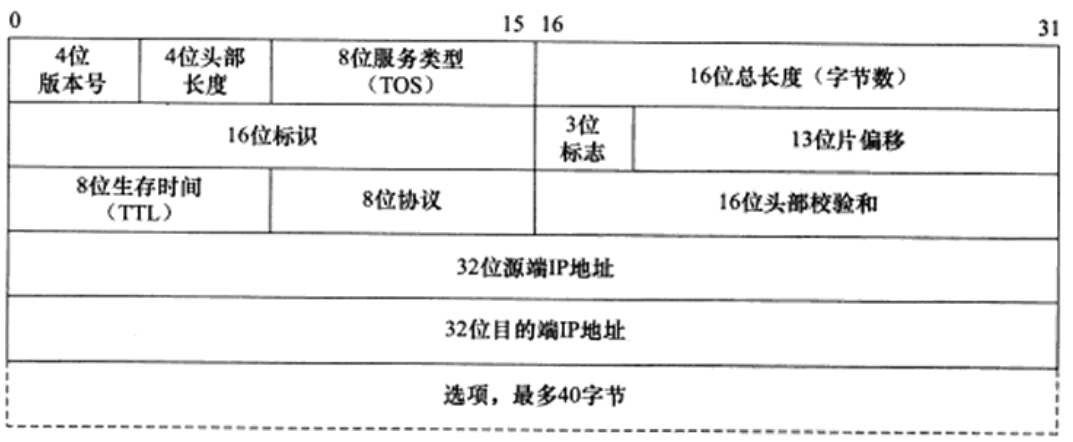 0 15 16 31
4位
版本号
4位头部
长度
8位服务类型
（TOS）
16位总长度（字节数）
16位标识
3位
标志
13位片偏移
8位生存时间
（TTL）
8位协议
16位头部校验和
32位源端IP地址
32位目的端IP地址
选项，最多40字节